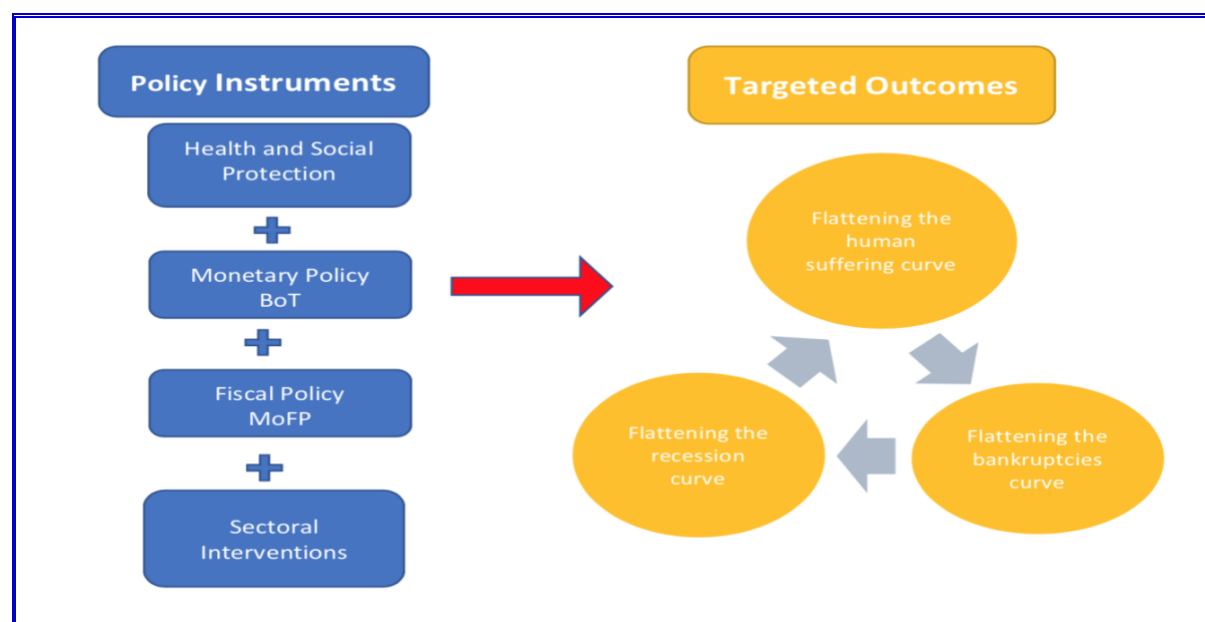 Policy Instruments
Health and Social
Protection
Monetary Policy
BoT
Fiscal Policy
MoFP
Sectoral
Interventions
Targeted Outcomes
Flattening the
human
suffering curve
Flattening the
recession
curve
Flattening the
bankruptcies
curve